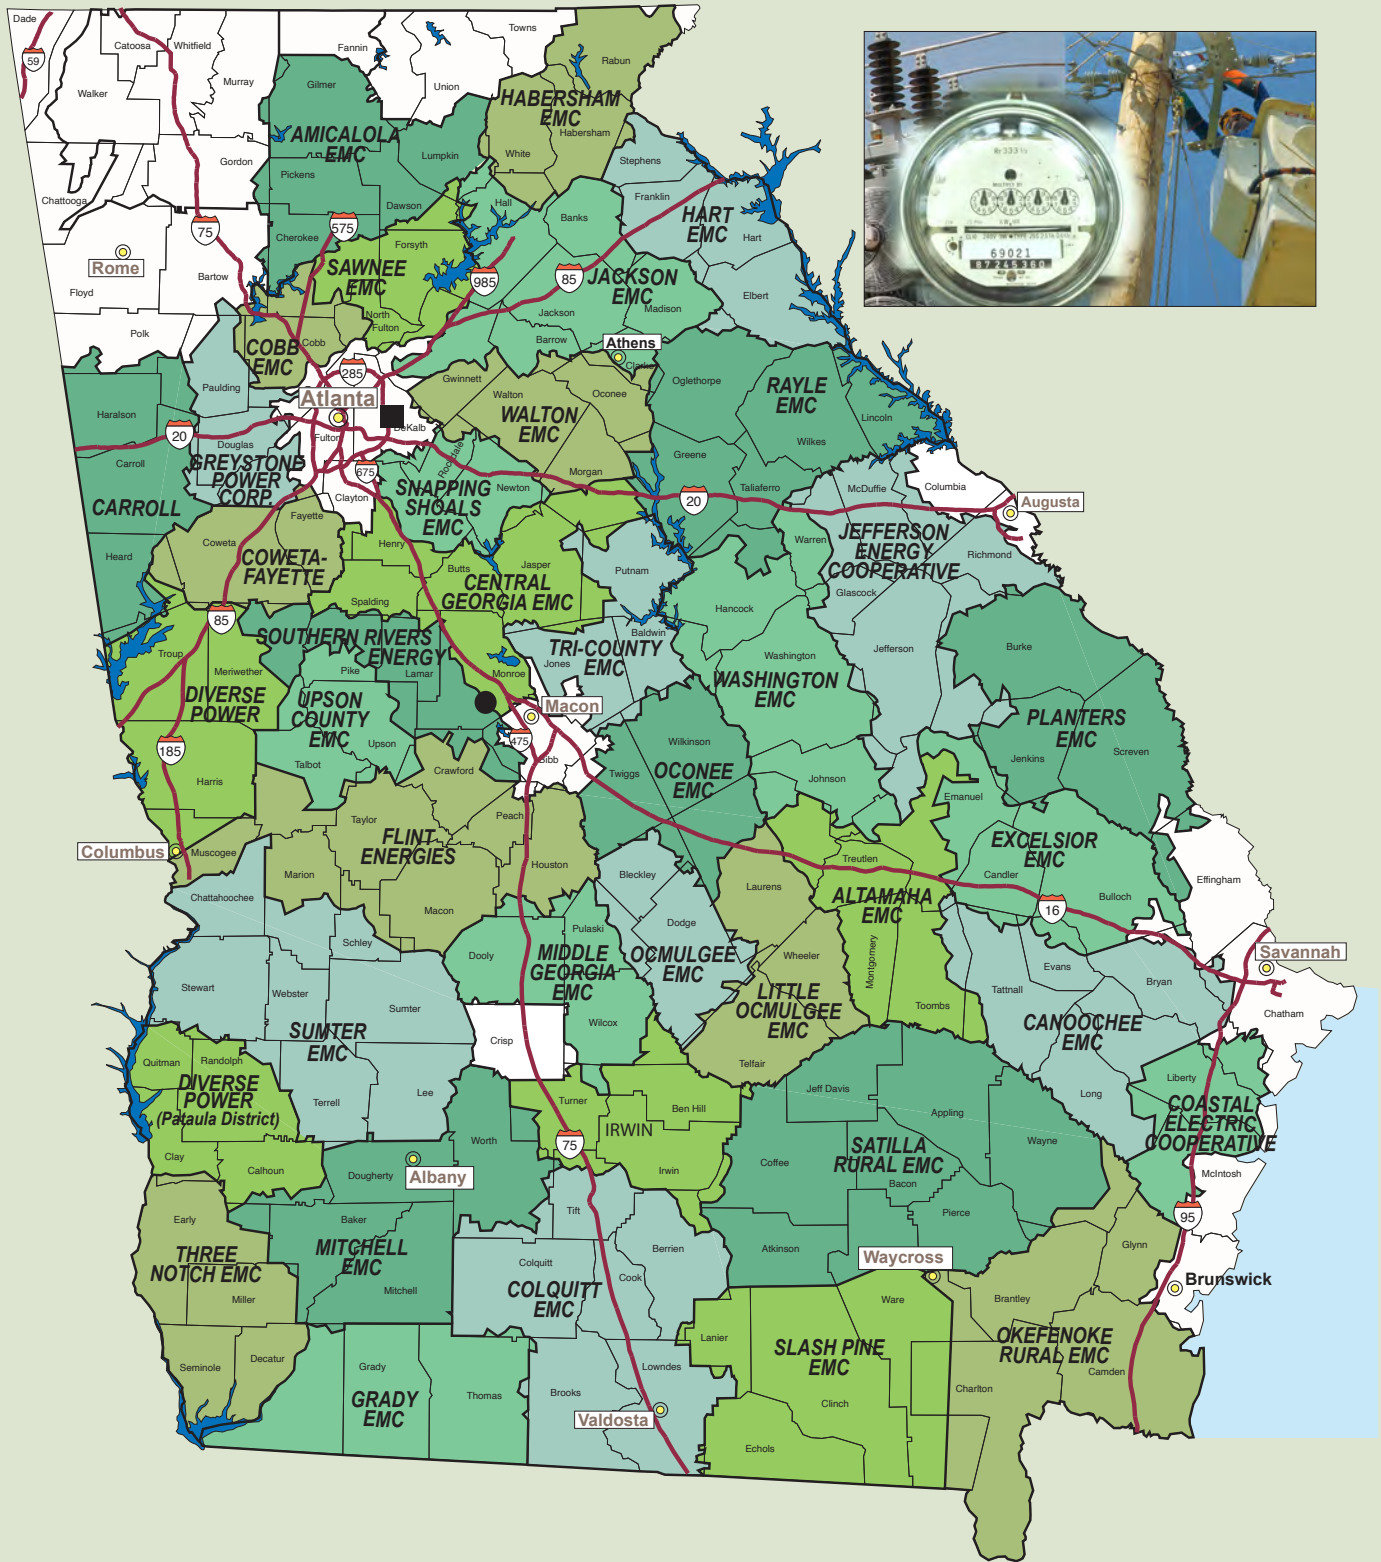 Dade
Towns
Catoosa
Whitfield
Fannin
59
Rabun
Walker
Murray
Gilmer
Union
HABERSHAM
EMC
Habersham
AMICALOLA
EMC
Gordon
Lumpkin
White
Stephens
Pickens
Chattooga
Franklin
Dawson
Hall
Banks
HART
EMC
75
575
Cherokee
Forsyth
Hart
Rome
Bartow
SAWNEE
EMC
985
85
JACKSON
EMC
Floyd
Elbert
North
Fulton
Jackson
Madison
Polk
Cobb
COBB
EMC
Barrow
Athens
Clarke
285
Gwinnett
Oglethorpe
RAYLE
EMC
Paulding
Atlanta
Walton
Oconee
Haralson
WALTON
EMC
Lincoln
20
DeKalb
Fulton
Douglas
Wilkes
Rockdale
Greene
GREYSTONE
POWER
CORP.
Carroll
675
Morgan
SNAPPING
SHOALS
EMC
Newton
20
Taliaferro
McDuffie
Columbia
Clayton
Augusta
CARROLL
Fayette
JEFFERSON
ENERGY
COOPERATIVE
Coweta
Henry
Warren
Richmond
Heard
COWETA-
FAYETTE
Butts
Jasper
Putnam
CENTRAL
GEORGIA EMC
Glascock
Spalding
Hancock
85
SOUTHERN RIVERS
ENERGY
Baldwin
TRI-COUNTY
EMC
Burke
Jefferson
Troup
Washington
Jones
Meriwether
Pike
Lamar
Monroe
WASHINGTON
EMC
DIVERSE
POWER
UPSON
COUNTY
EMC
Macon
PLANTERS
EMC
185
Upson
475
Wilkinson
Screven
Talbot
Bibb
Jenkins
Crawford
Twiggs
OCONEE
EMC
Harris
Johnson
Emanuel
Taylor
Peach
FLINT
ENERGIES
EXCELSIOR
EMC
Columbus
Muscogee
Treutlen
Houston
Marion
Bleckley
Candler
Effingham
Laurens
Chattahoochee
ALTAMAHA
EMC
Bulloch
Macon
16
Dodge
Pulaski
Schley
Dooly
MIDDLE
GEORGIA
EMC
OCMULGEE
EMC
Wheeler
Montgomery
Savannah
Evans
Stewart
Webster
Tattnall
Bryan
LITTLE
OCMULGEE
EMC
Sumter
Toombs
Chatham
SUMTER
EMC
Wilcox
CANOOCHEE
EMC
Crisp
Quitman
Randolph
Telfair
Liberty
DIVERSE
POWER
(Pataula District)
Jeff Davis
Lee
Long
Terrell
Turner
Ben Hill
COASTAL
ELECTRIC
COOPERATIVE
Appling
IRWIN
Worth
75
Wayne
Clay
SATILLA
RURAL EMC
Calhoun
Dougherty
Albany
Irwin
Coffee
McIntosh
Bacon
Early
Baker
Tift
Pierce
95
THREE
NOTCH EMC
MITCHELL
EMC
Berrien
Atkinson
Glynn
Colquitt
Waycross
Cook
COLQUITT
EMC
Mitchell
Brunswick
Miller
Ware
Brantley
Lanier
SLASH PINE
EMC
OKEFENOKE
RURAL EMC
Decatur
Seminole
Grady
Lowndes
Camden
Thomas
Brooks
Charlton
GRADY
EMC
Clinch
Valdosta
Echols
69021